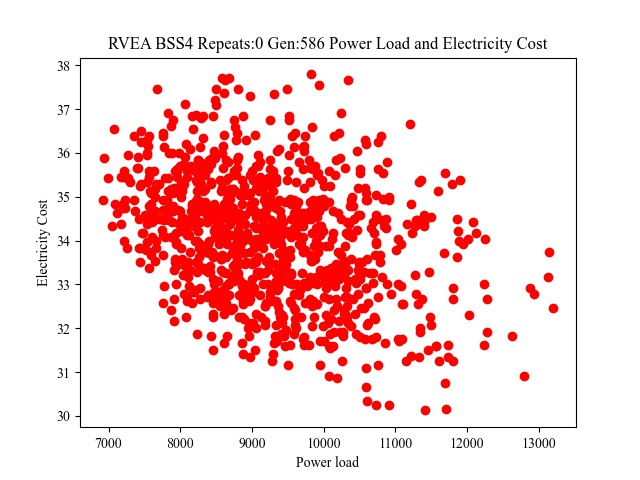 RVEA BSS4 Repeats:0 Gen:586 Power Load and Electricity Cost
38
37
36
35
34
33
32
31
30
Electricity Cost
7000 8000 9000 10000 11000 12000 13000
Power load